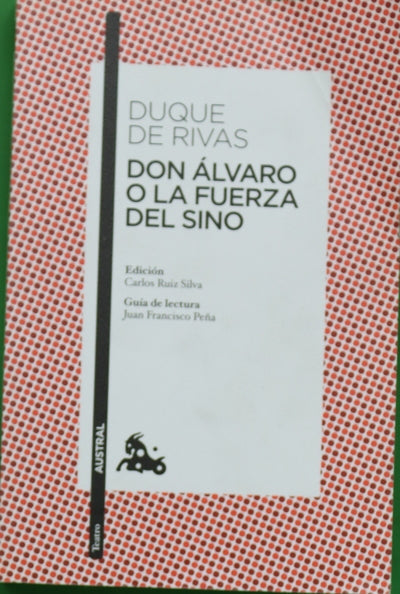 DUQUE
DE RIVAS
DON ÁLVARO
O LA FUERZA
DEL SINO
Edición
Carlos Ruiz Silva
Guía de lectura
Juan Francisco Peña
AUSTRAL
Teatro